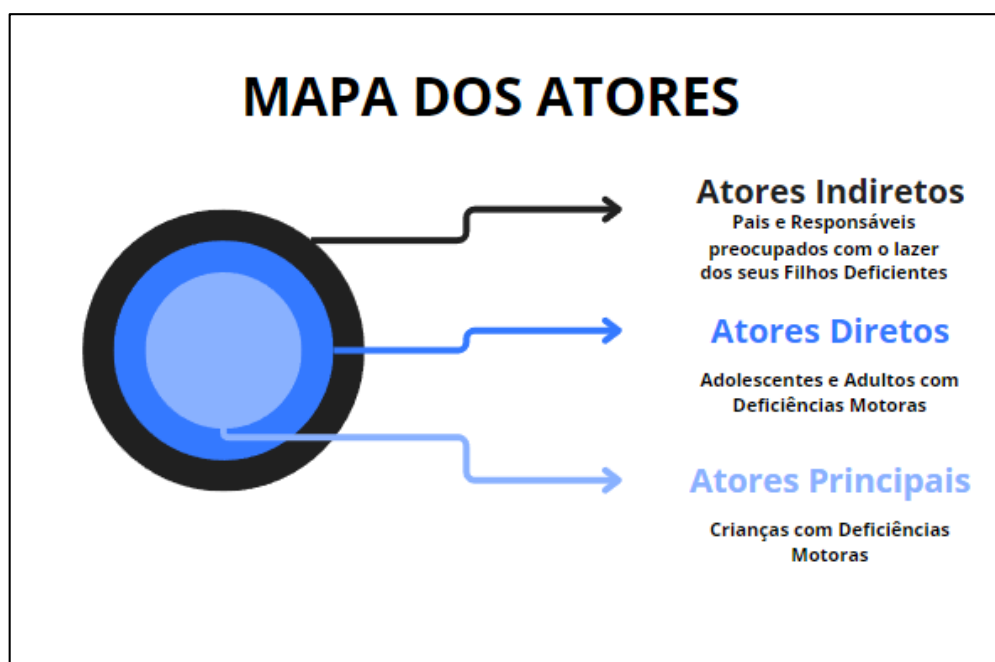 MAPA DOS ATORES
Atores Indiretos
Pais e Responsáveis
preocupados com o lazer
dos seus Filhos Deficientes
Atores Diretos
Adolescentes e Adultos com
Deficiências Motoras
Atores Principais
Crianças com Deficiências
Motoras